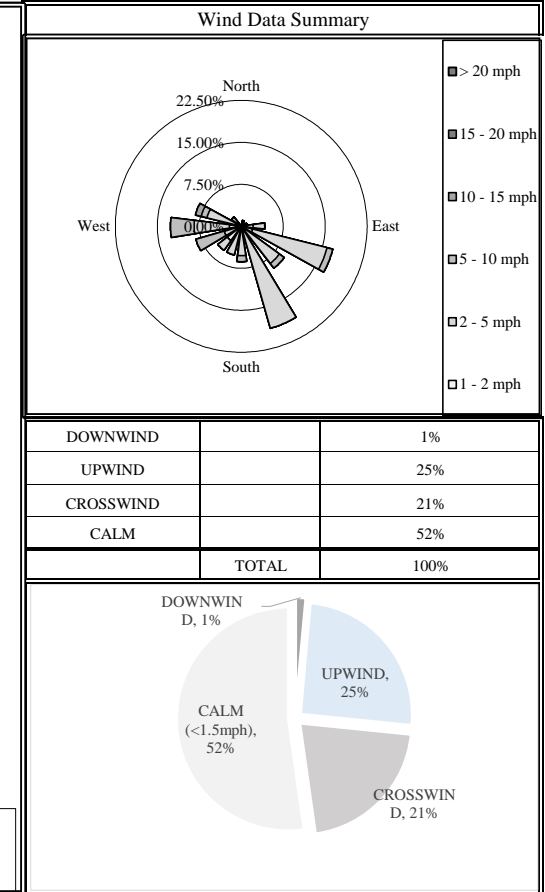 Wind Data Summary
North
22.50%
15.00%
7.50%
0.00%
West
East
South
> 20 mph
15 - 20 mph
10 - 15 mph
5 - 10 mph
2 - 5 mph
1 - 2 mph
DOWNWIND 1%
UPWIND 25%
CROSSWIND 21%
CALM 52%
TOTAL 100%
DOWNWIN
D, 1%
UPWIND,
25%
CALM
(<1.5mph),
52%
CROSSWIN
D, 21%